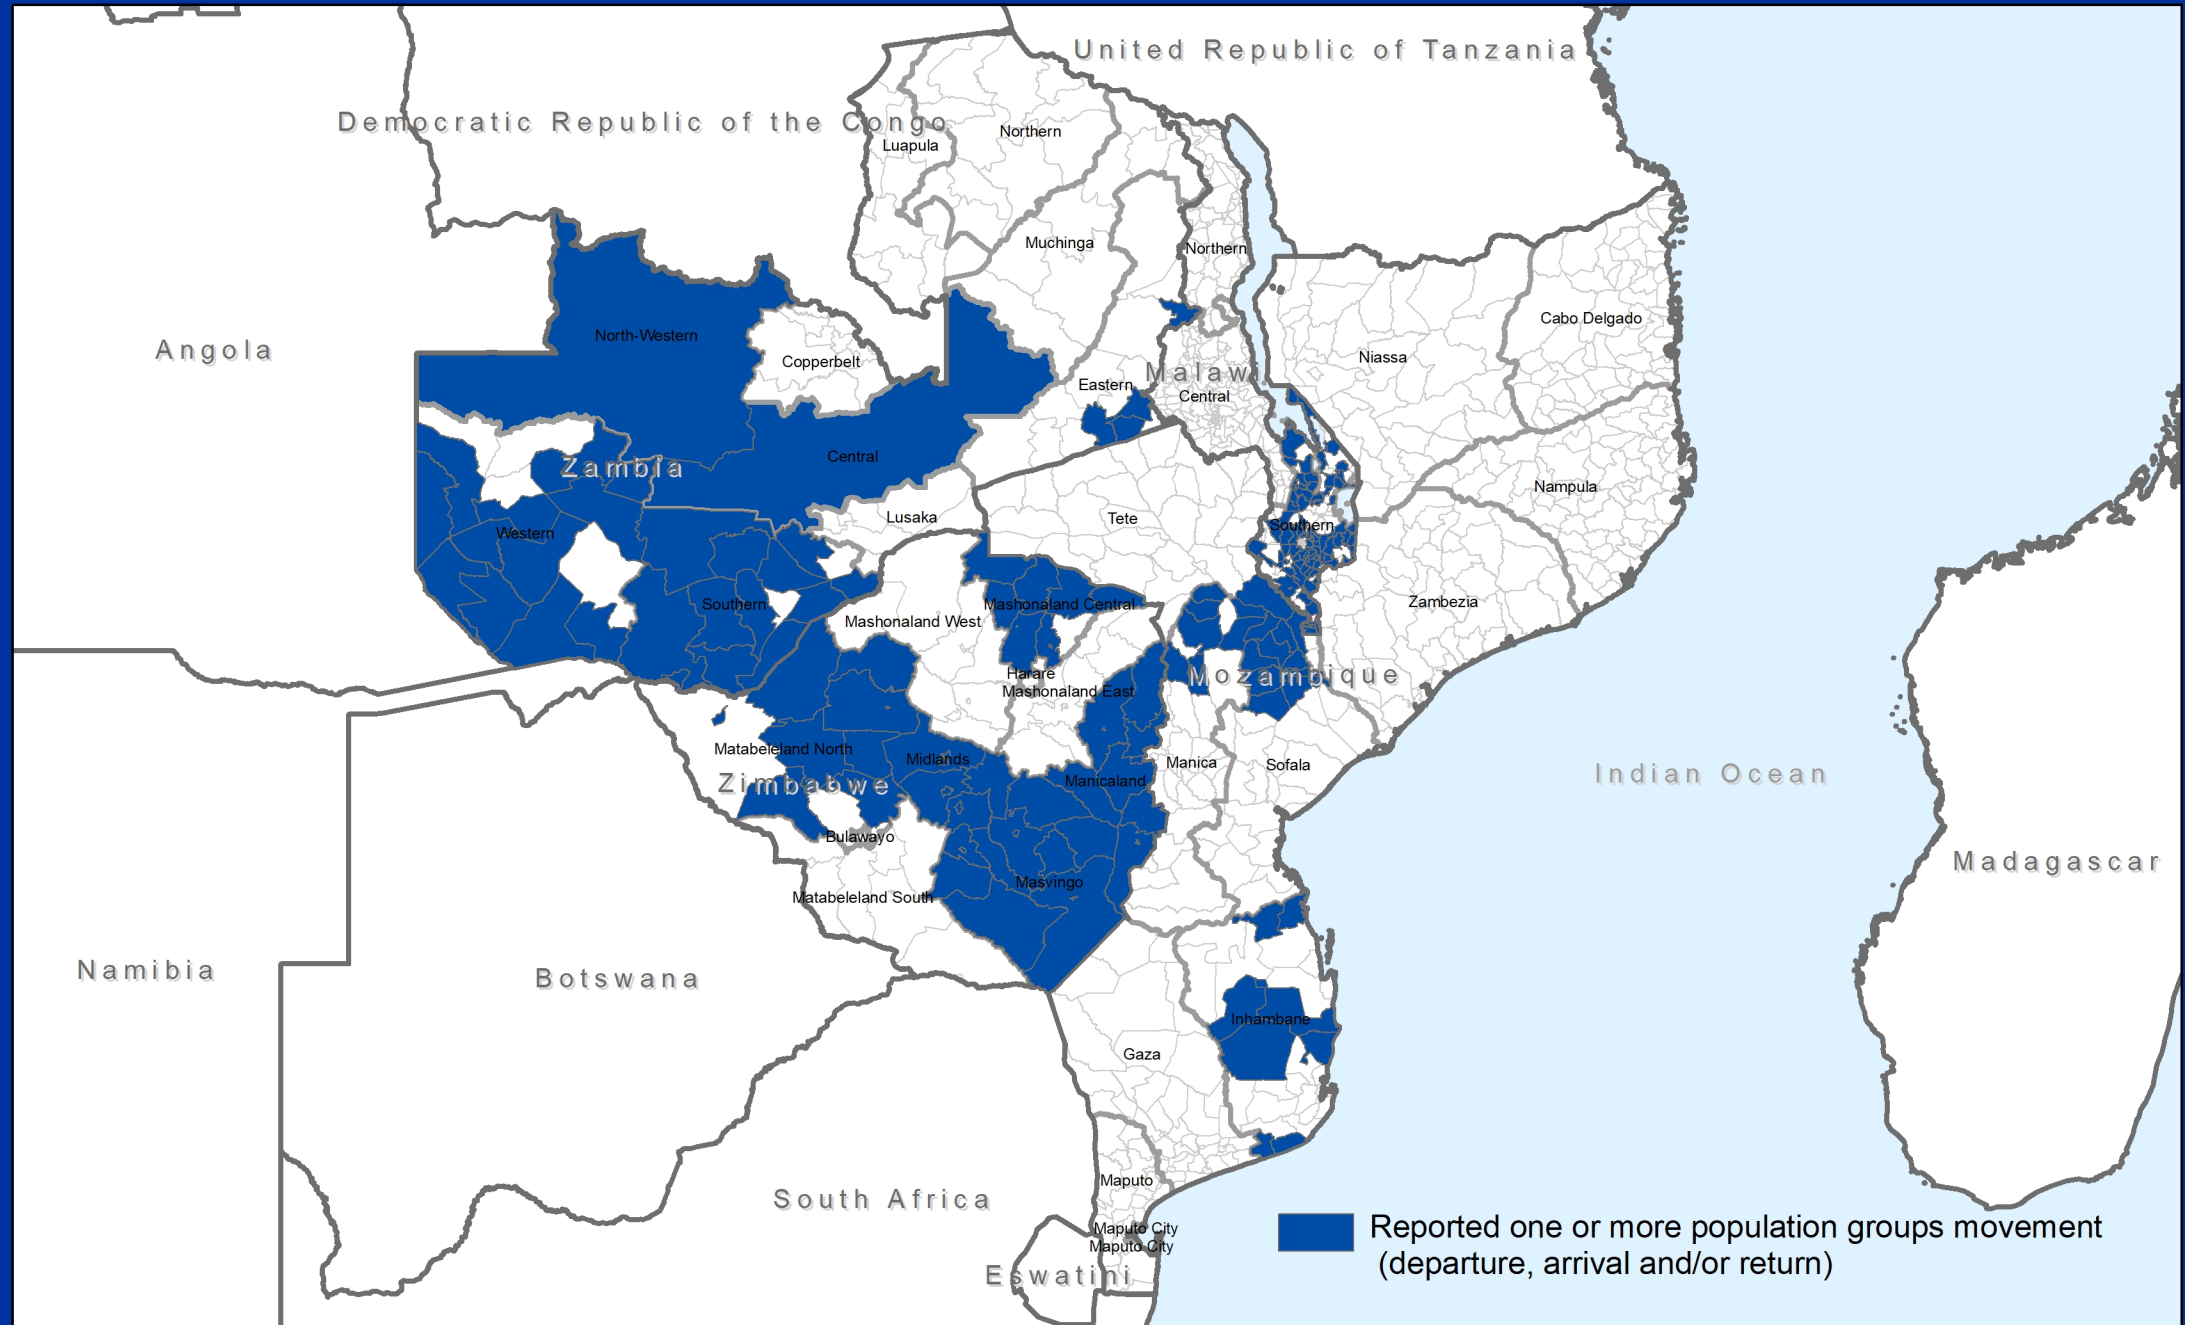 United Republic of Tanzania
Democratic Republic of the Congo
Northern
Luapula
Muchinga
Northern
Cabo Delgado
North-Western
Angola
Copperbelt
Niassa
Malawi
Eastern
Central
Central
Zambia
Nampula
Lusaka
Tete
Southern
Western
Southern
Mashonaland Central
Zambezia
Mashonaland West
Harare
Mozambique
Mashonaland East
Matabeleland North
Midlands
Manica
Sofala
Indian Ocean
Zimbabwe
Manicaland
Bulawayo
Madagascar
Masvingo
Matabeleland South
Namibia
Botswana
Inhambane
Gaza
Maputo
South Africa
Maputo City
Maputo City
Eswatini
Reported one or more population groups movement
(departure, arrival and/or return)